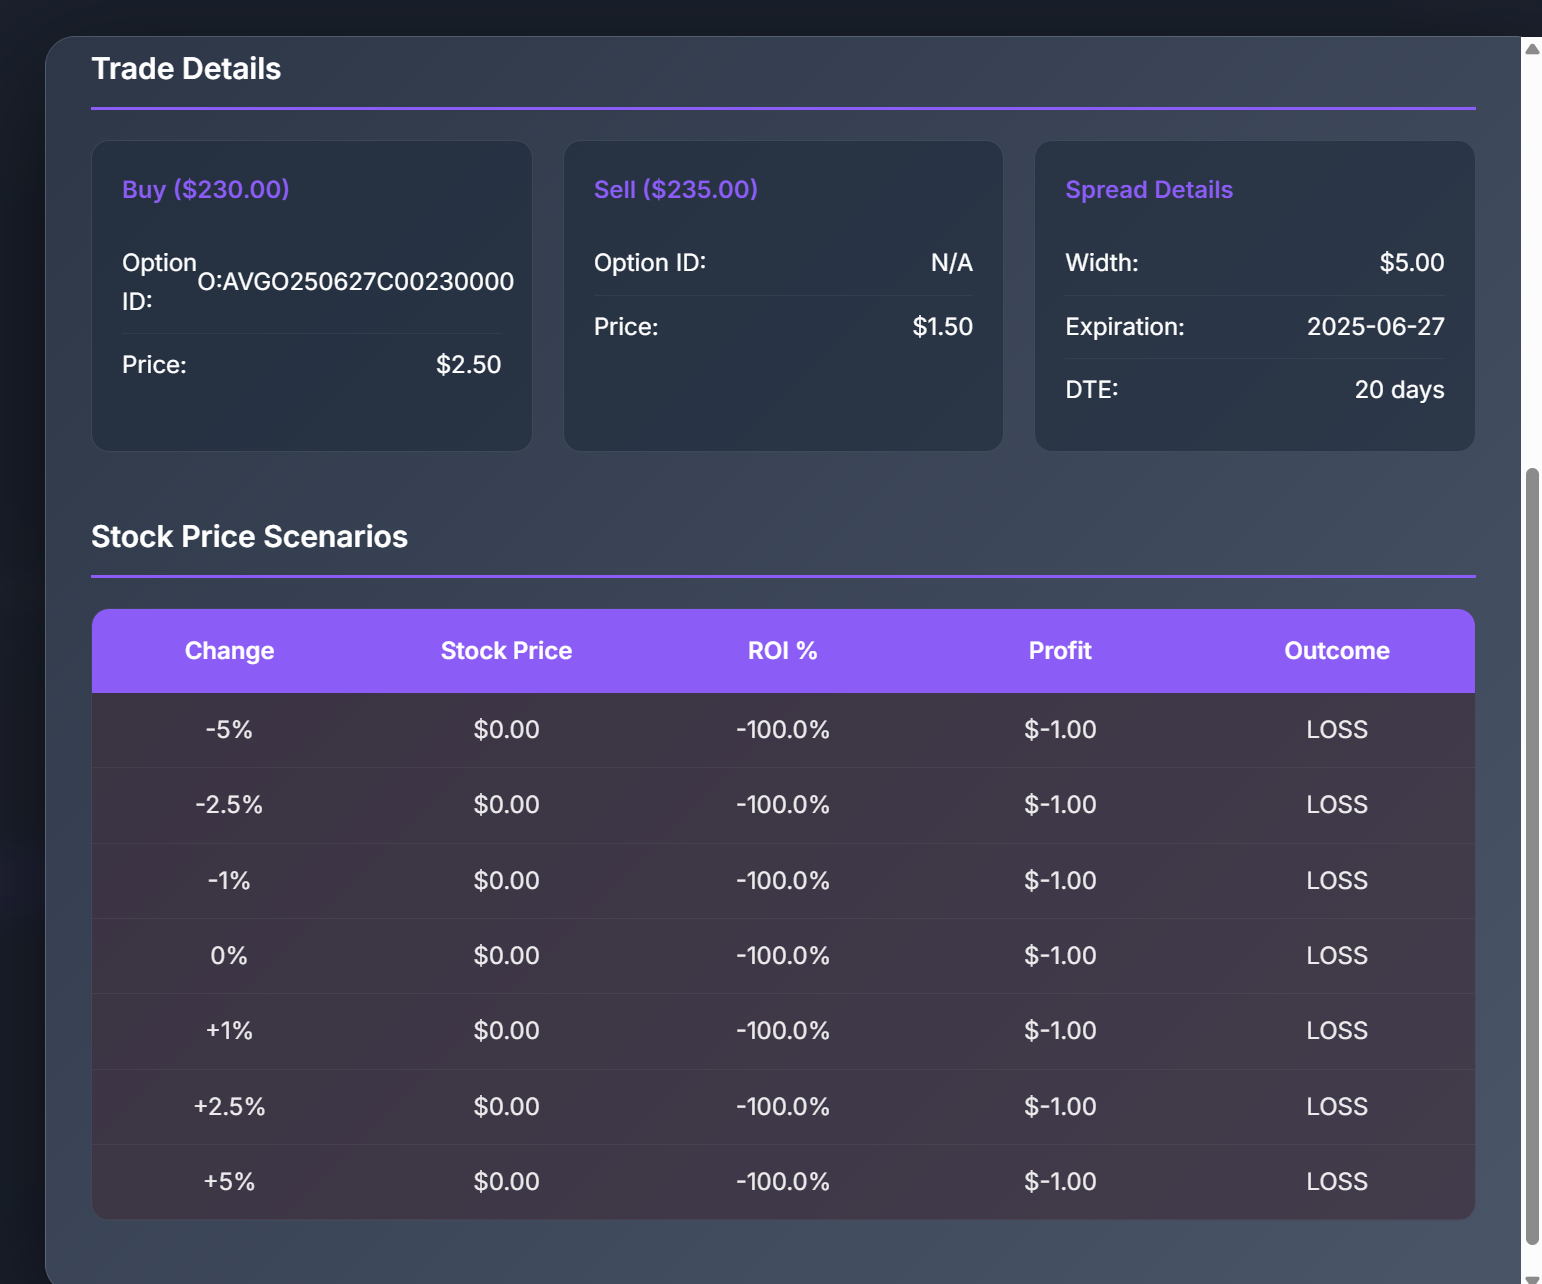 Trade Details
Buy ($230.00)
Option ID: O:AVGO250627C00230000
Price: $2.50
Sell ($235.00)
Option ID: N/A
Price: $1.50
Spread Details
Width: $5.00
Expiration: 2025-06-27
DTE: 20 days
Stock Price Scenarios
Change Stock Price ROI % Profit Outcome
-5% $0.00 -100.0% $-1.00 LOSS
-2.5% $0.00 -100.0% $-1.00 LOSS
-1% $0.00 -100.0% $-1.00 LOSS
0% $0.00 -100.0% $-1.00 LOSS
+1% $0.00 -100.0% $-1.00 LOSS
+2.5% $0.00 -100.0% $-1.00 LOSS
+5% $0.00 -100.0% $-1.00 LOSS